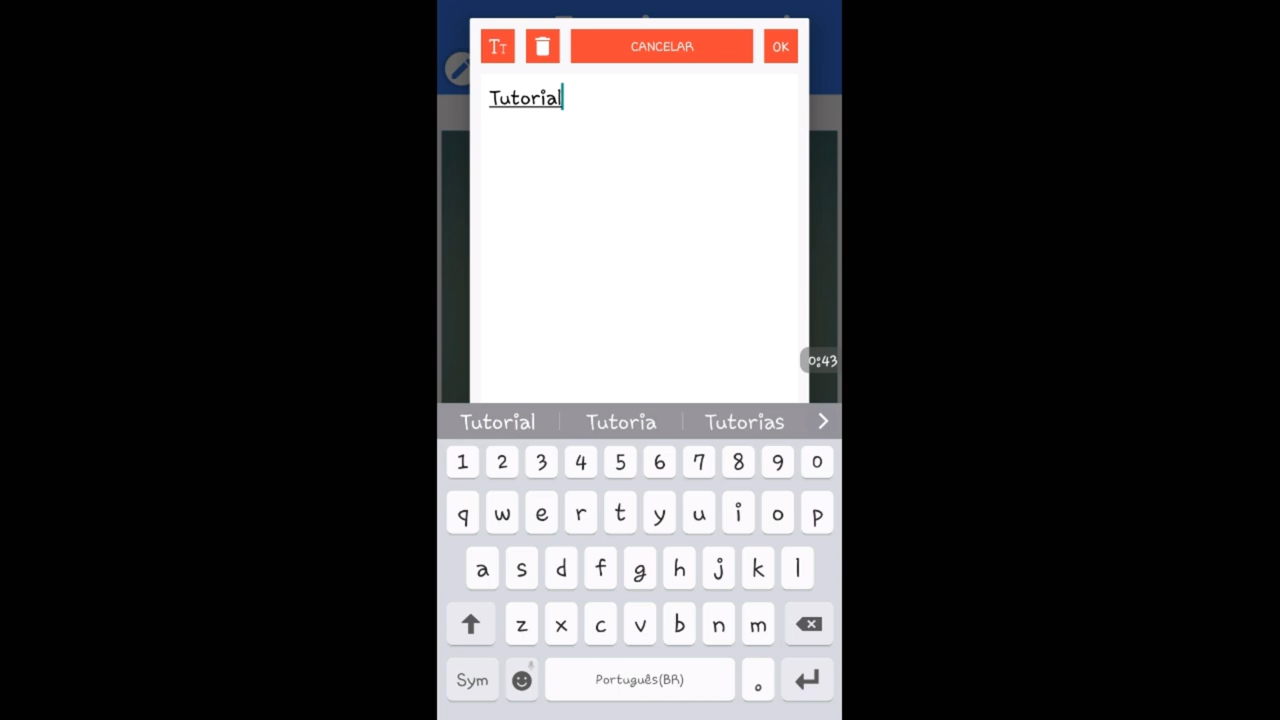 TT
CANCELAR
OK
Tutorial
0:43
Tutorial
Tutoria
Tutorias
1 2 3 4 5 6 7 8 9 0
q w e r t y u i o p
a s d f g h j k l
z x c v b n m
Sym
Português(BR)
.